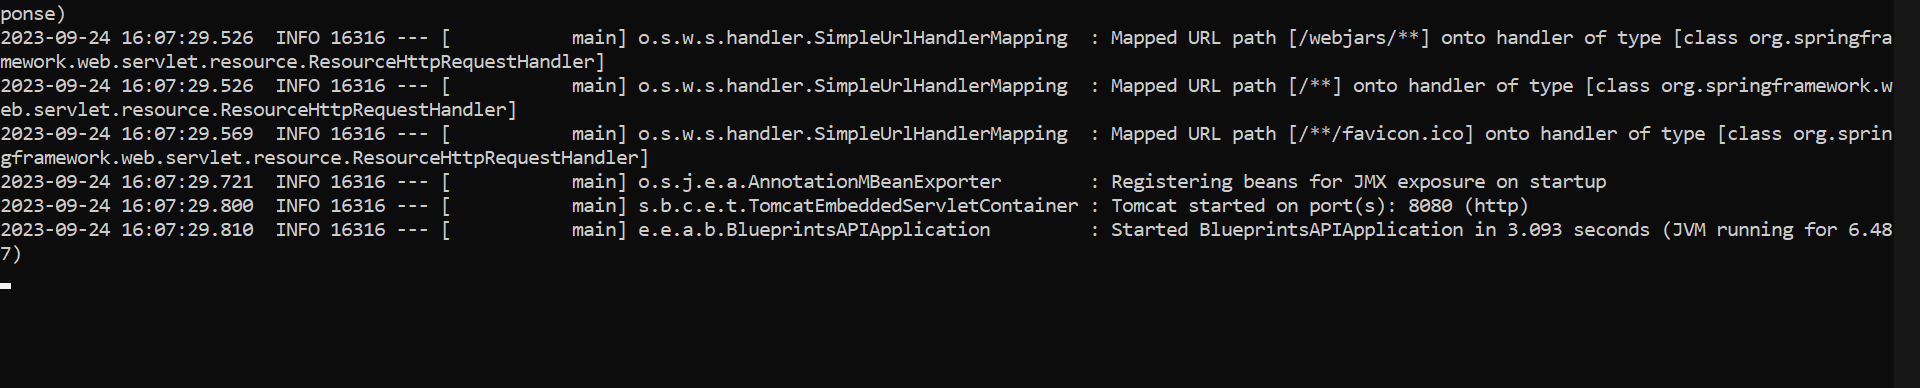 ponse)
2023-09-24 16:07:29.526  INFO 16316 --- [           main] o.s.w.s.handler.SimpleUrlHandlerMapping  : Mapped URL path [/webjars/**] onto handler of type [class org.springfra
mework.web.servlet.resource.ResourceHttpRequestHandler]
2023-09-24 16:07:29.526  INFO 16316 --- [           main] o.s.w.s.handler.SimpleUrlHandlerMapping  : Mapped URL path [/**] onto handler of type [class org.springframework.w
eb.servlet.resource.ResourceHttpRequestHandler]
2023-09-24 16:07:29.569  INFO 16316 --- [           main] o.s.w.s.handler.SimpleUrlHandlerMapping  : Mapped URL path [/**/favicon.ico] onto handler of type [class org.sprin
gframework.web.servlet.resource.ResourceHttpRequestHandler]
2023-09-24 16:07:29.721  INFO 16316 --- [           main] o.s.j.e.a.AnnotationMBeanExporter        : Registering beans for JMX exposure on startup
2023-09-24 16:07:29.800  INFO 16316 --- [           main] s.b.c.e.t.TomcatEmbeddedServletContainer : Tomcat started on port(s): 8080 (http)
2023-09-24 16:07:29.810  INFO 16316 --- [           main] e.e.a.b.BlueprintsAPIApplication         : Started BlueprintsAPIApplication in 3.093 seconds (JVM running for 6.48
7)